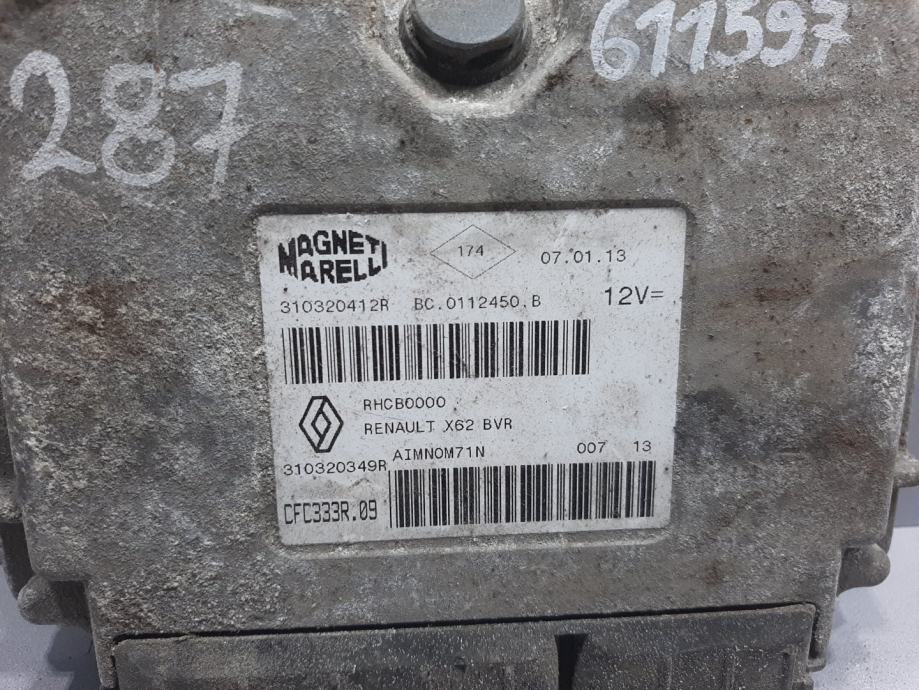 287
611597
MAGNETI
MARELLI
174
07.01.13
310320412R BC.0112450.B 12V=
RHCB0000
RENAULT X62 BVR
AIMNOM71N 007 13
310320349R
CFC333R.09